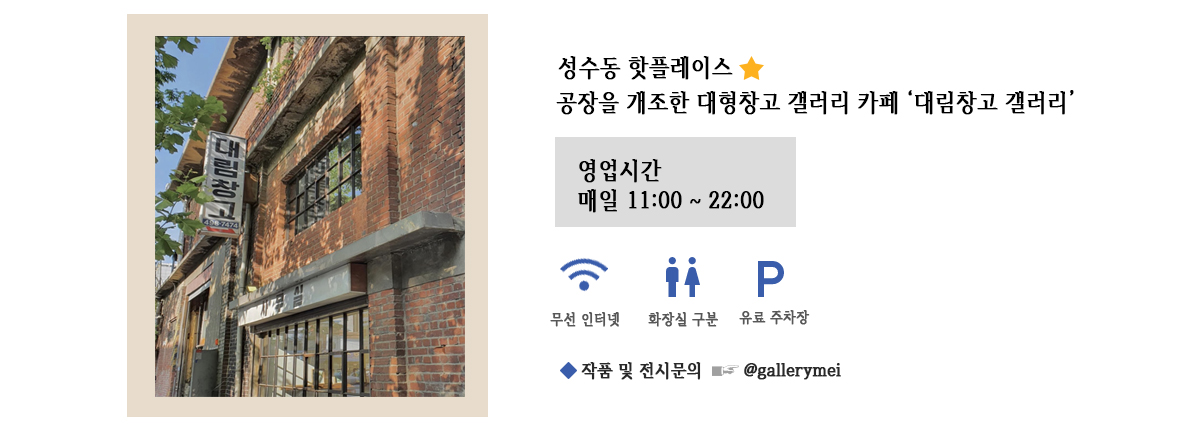 대림창고
사무실
성수동 핫플레이스
공장을 개조한 대형창고 갤러리 카페 ‘대림창고 갤러리’
영업시간
매일 11:00 ~ 22:00
무선 인터넷
화장실 구분
P
유료 주차장
작품 및 전시문의 @gallerymei